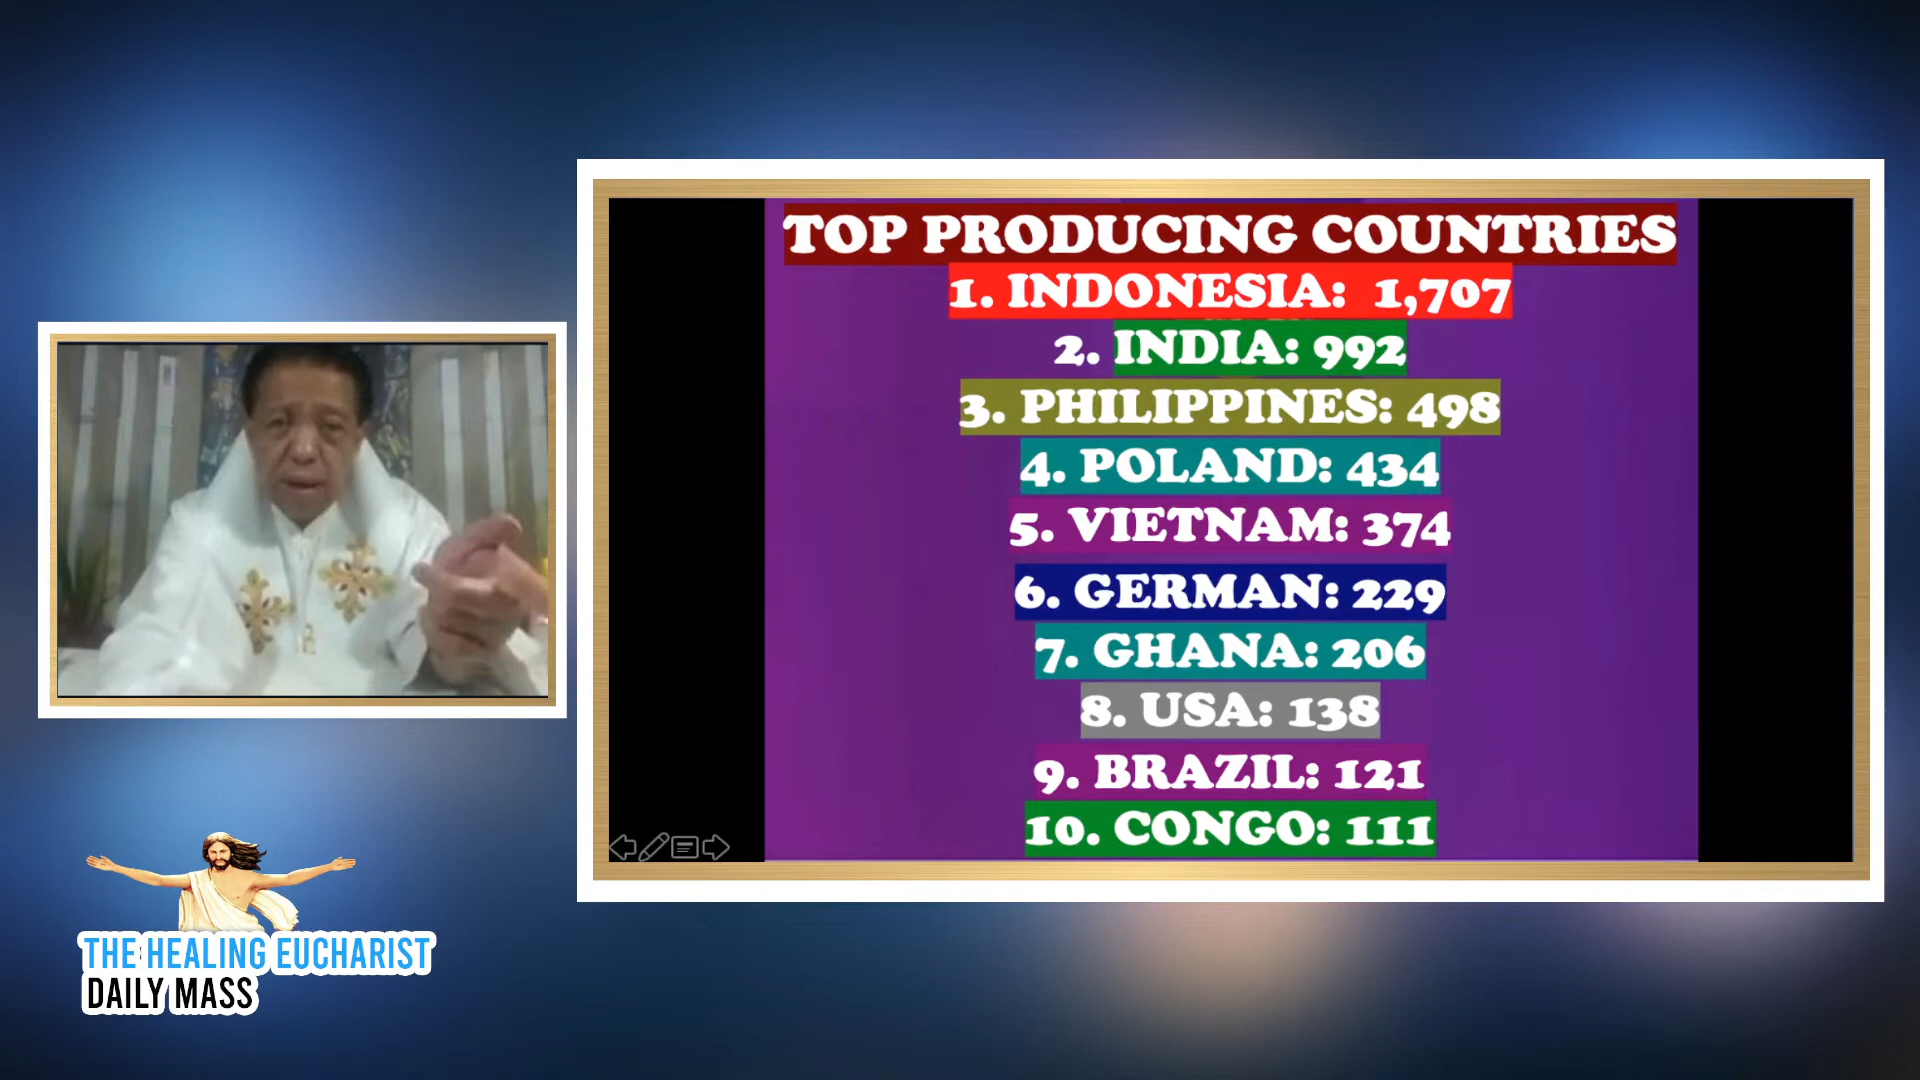 TOP PRODUCING COUNTRIES
1. INDONESIA: 1,707
2. INDIA: 992
3. PHILIPPINES: 498
4. POLAND: 434
5. VIETNAM: 374
6. GERMAN: 229
7. GHANA: 206
8. USA: 138
9. BRAZIL: 121
10. CONGO: 111
THE HEALING EUCHARIST
DAILY MASS